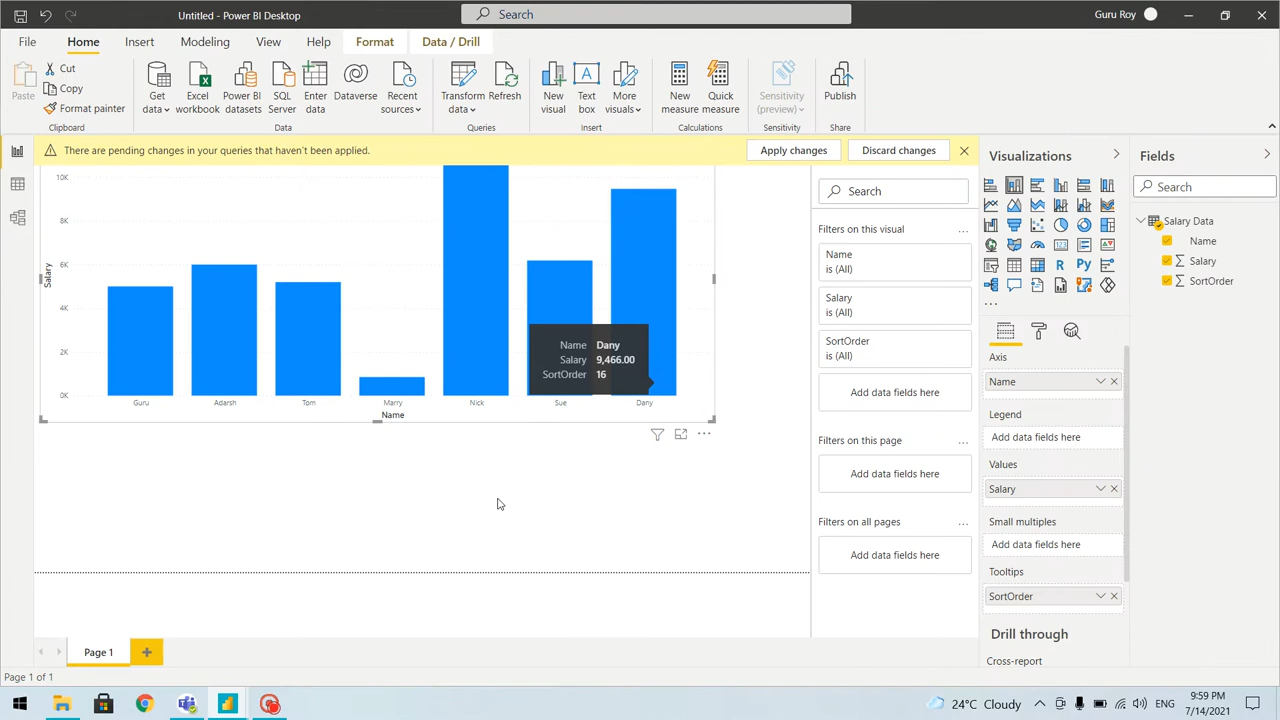 Untitled - Power BI Desktop
Search
Guru Roy
File
Home
Insert
Modeling
View
Help
Format
Data / Drill
Paste
Cut
Copy
Format painter
Clipboard
Get data
Excel workbook
Power BI datasets
SQL Server
Enter data
Dataverse
Recent sources
Data
Transform data
Refresh
Queries
New visual
Text box
More visuals
Insert
New measure
Quick measure
Calculations
Sensitivity (preview)
Sensitivity
Publish
Share
There are pending changes in your queries that haven't been applied.
Apply changes
Discard changes
10K
8K
6K
4K
2K
0K
Salary
Guru
Adarsh
Tom
Marry
Nick
Sue
Dany
Name
Name Dany
Salary 9,466.00
SortOrder 16
Search
Filters on this visual
Name
is (All)
Salary
is (All)
SortOrder
is (All)
Add data fields here
Filters on this page
Add data fields here
Filters on all pages
Add data fields here
Visualizations
R
Py
Axis
Name
Legend
Add data fields here
Values
Salary
Small multiples
Add data fields here
Tooltips
SortOrder
Drill through
Cross-report
Fields
Search
Salary Data
Name
Salary
SortOrder
Page 1
Page 1 of 1
24°C Cloudy
ENG
9:59 PM
7/14/2021